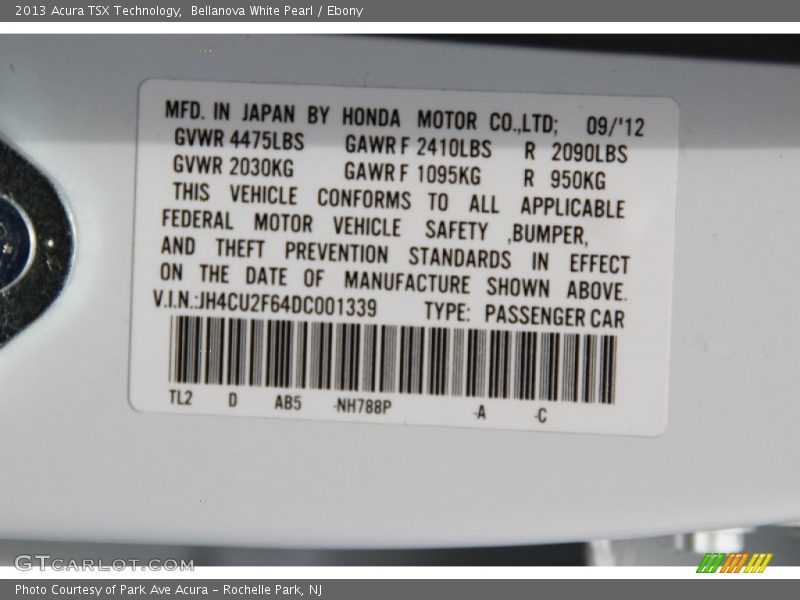 2013 Acura TSX Technology,  Bellanova White Pearl / Ebony
MFD. IN JAPAN BY HONDA MOTOR CO.,LTD; 09/'12
GVWR 4475LBS GAWR F 2410LBS R 2090LBS
GVWR 2030KG GAWR F 1095KG R 950KG
THIS VEHICLE CONFORMS TO ALL APPLICABLE
FEDERAL MOTOR VEHICLE SAFETY ,BUMPER,
AND THEFT PREVENTION STANDARDS IN EFFECT
ON THE DATE OF MANUFACTURE SHOWN ABOVE.
V.I.N.:JH4CU2F64DC001339 TYPE: PASSENGER CAR
TL2 D AB5 -NH788P -A -C
GTCARLOT.COM
Photo Courtesy of Park Ave Acura - Rochelle Park, NJ